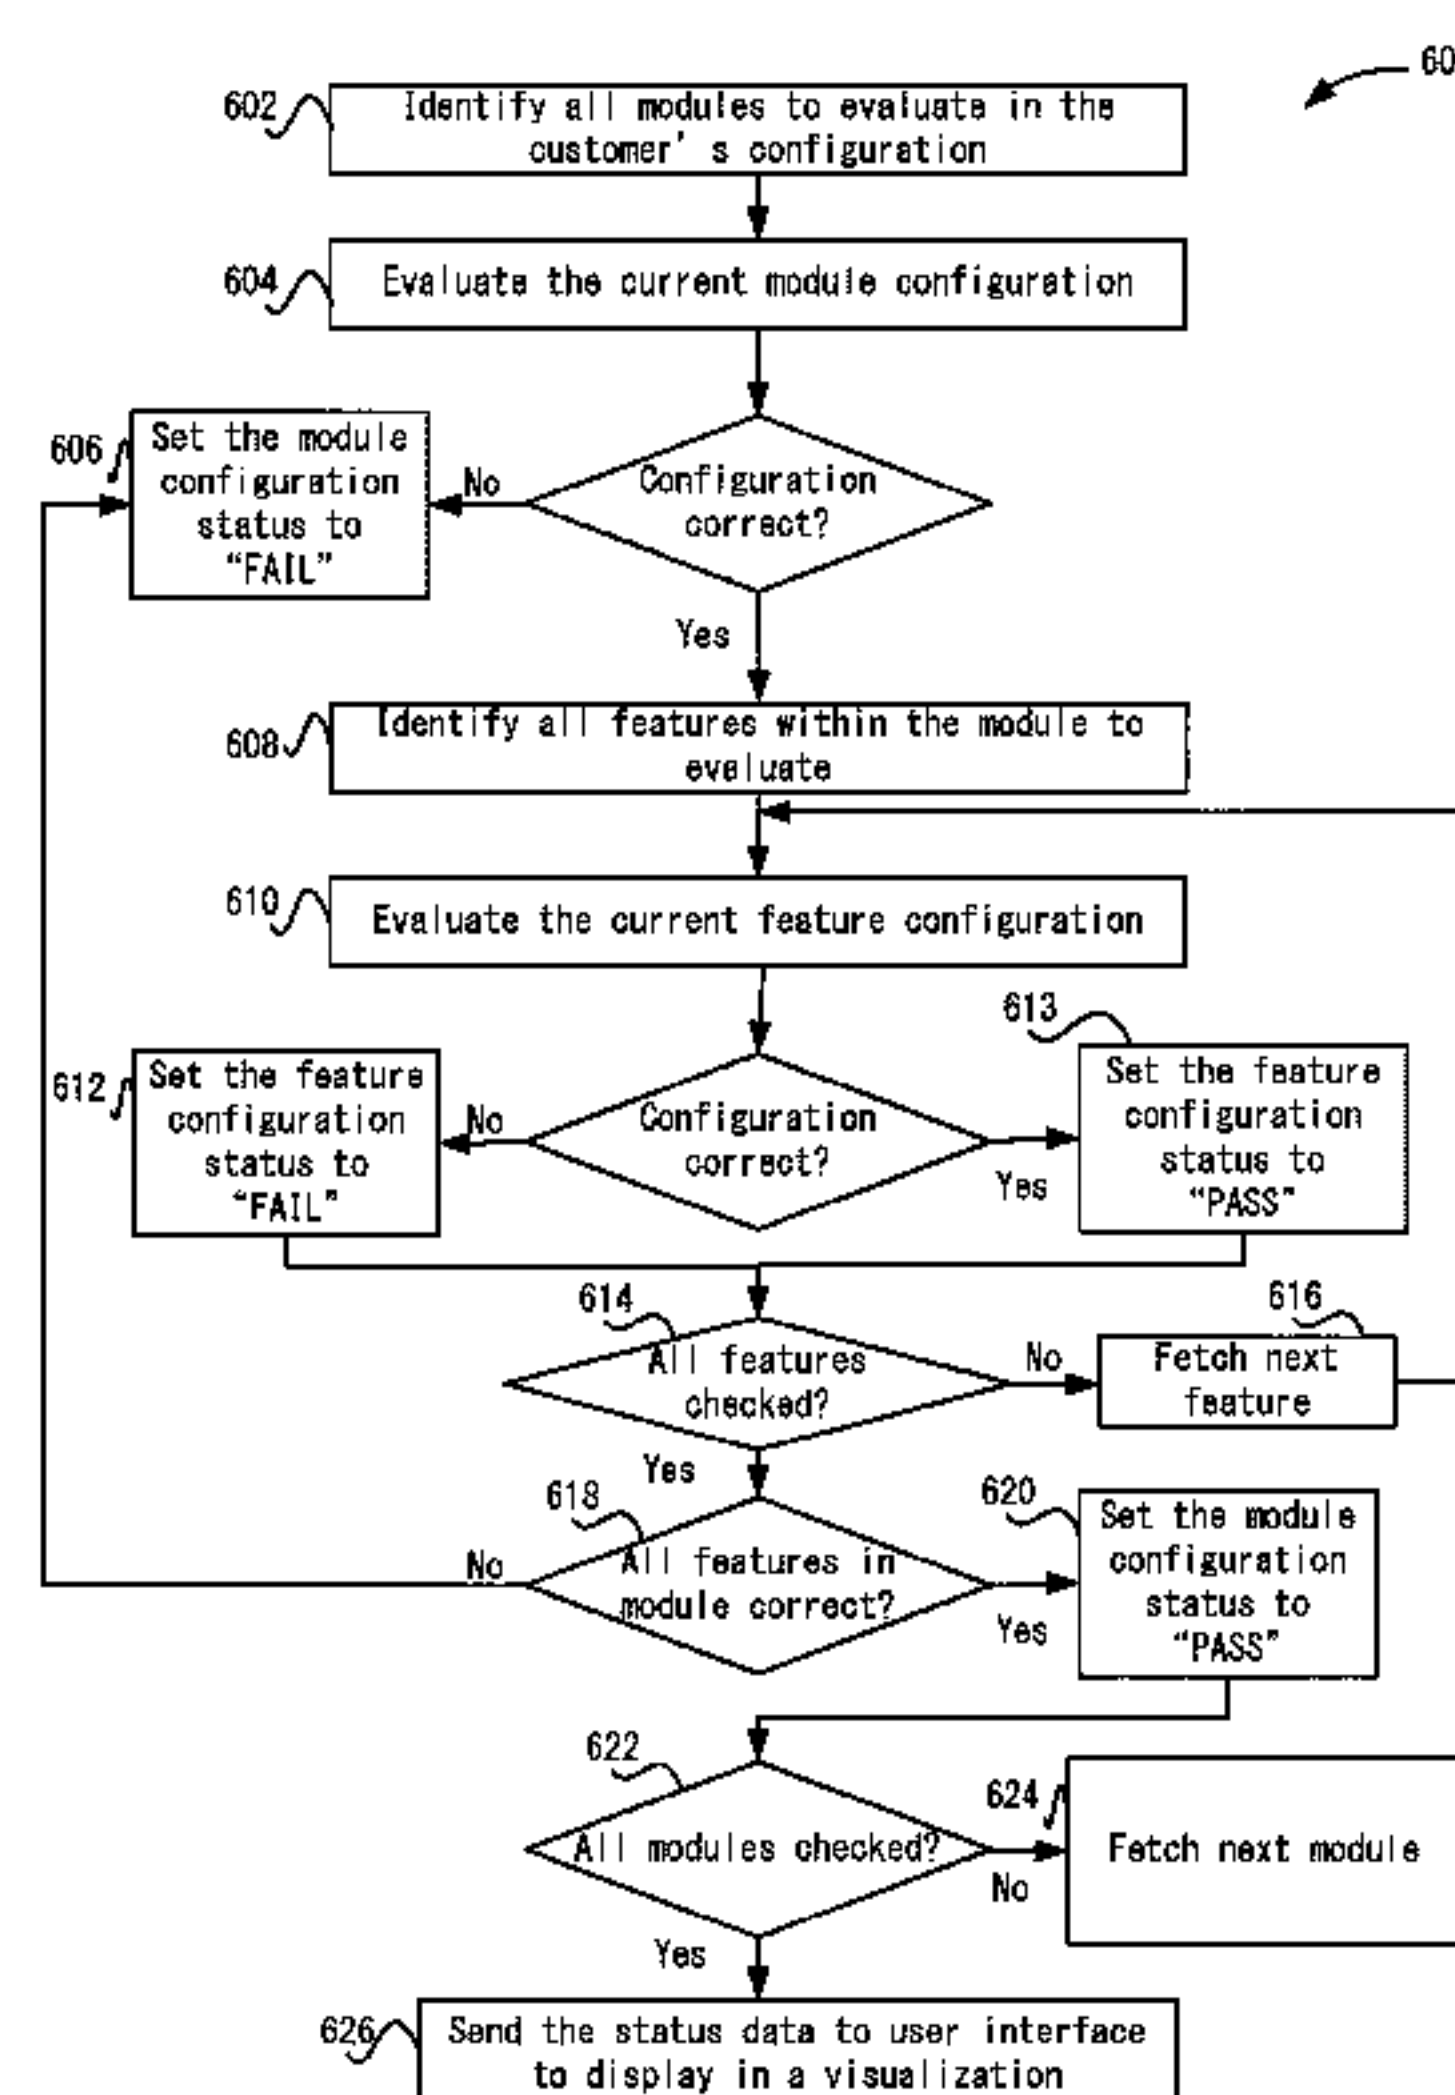 60
602
Identify all modules to evaluate in the
customer's configuration
604
Evaluate the current module configuration
606
Set the module
configuration
status to
“FAIL”
No
Configuration
correct?
Yes
608
Identify all features within the module to
evaluate
610
Evaluate the current feature configuration
612
Set the feature
configuration
status to
“FAIL”
No
Configuration
correct?
Yes
613
Set the feature
configuration
status to
“PASS”
614
All features
checked?
No
616
Fetch next
feature
Yes
618
All features in
module correct?
No
Yes
620
Set the module
configuration
status to
“PASS”
622
All modules checked?
No
624
Fetch next module
Yes
626
Send the status data to user interface
to display in a visualization